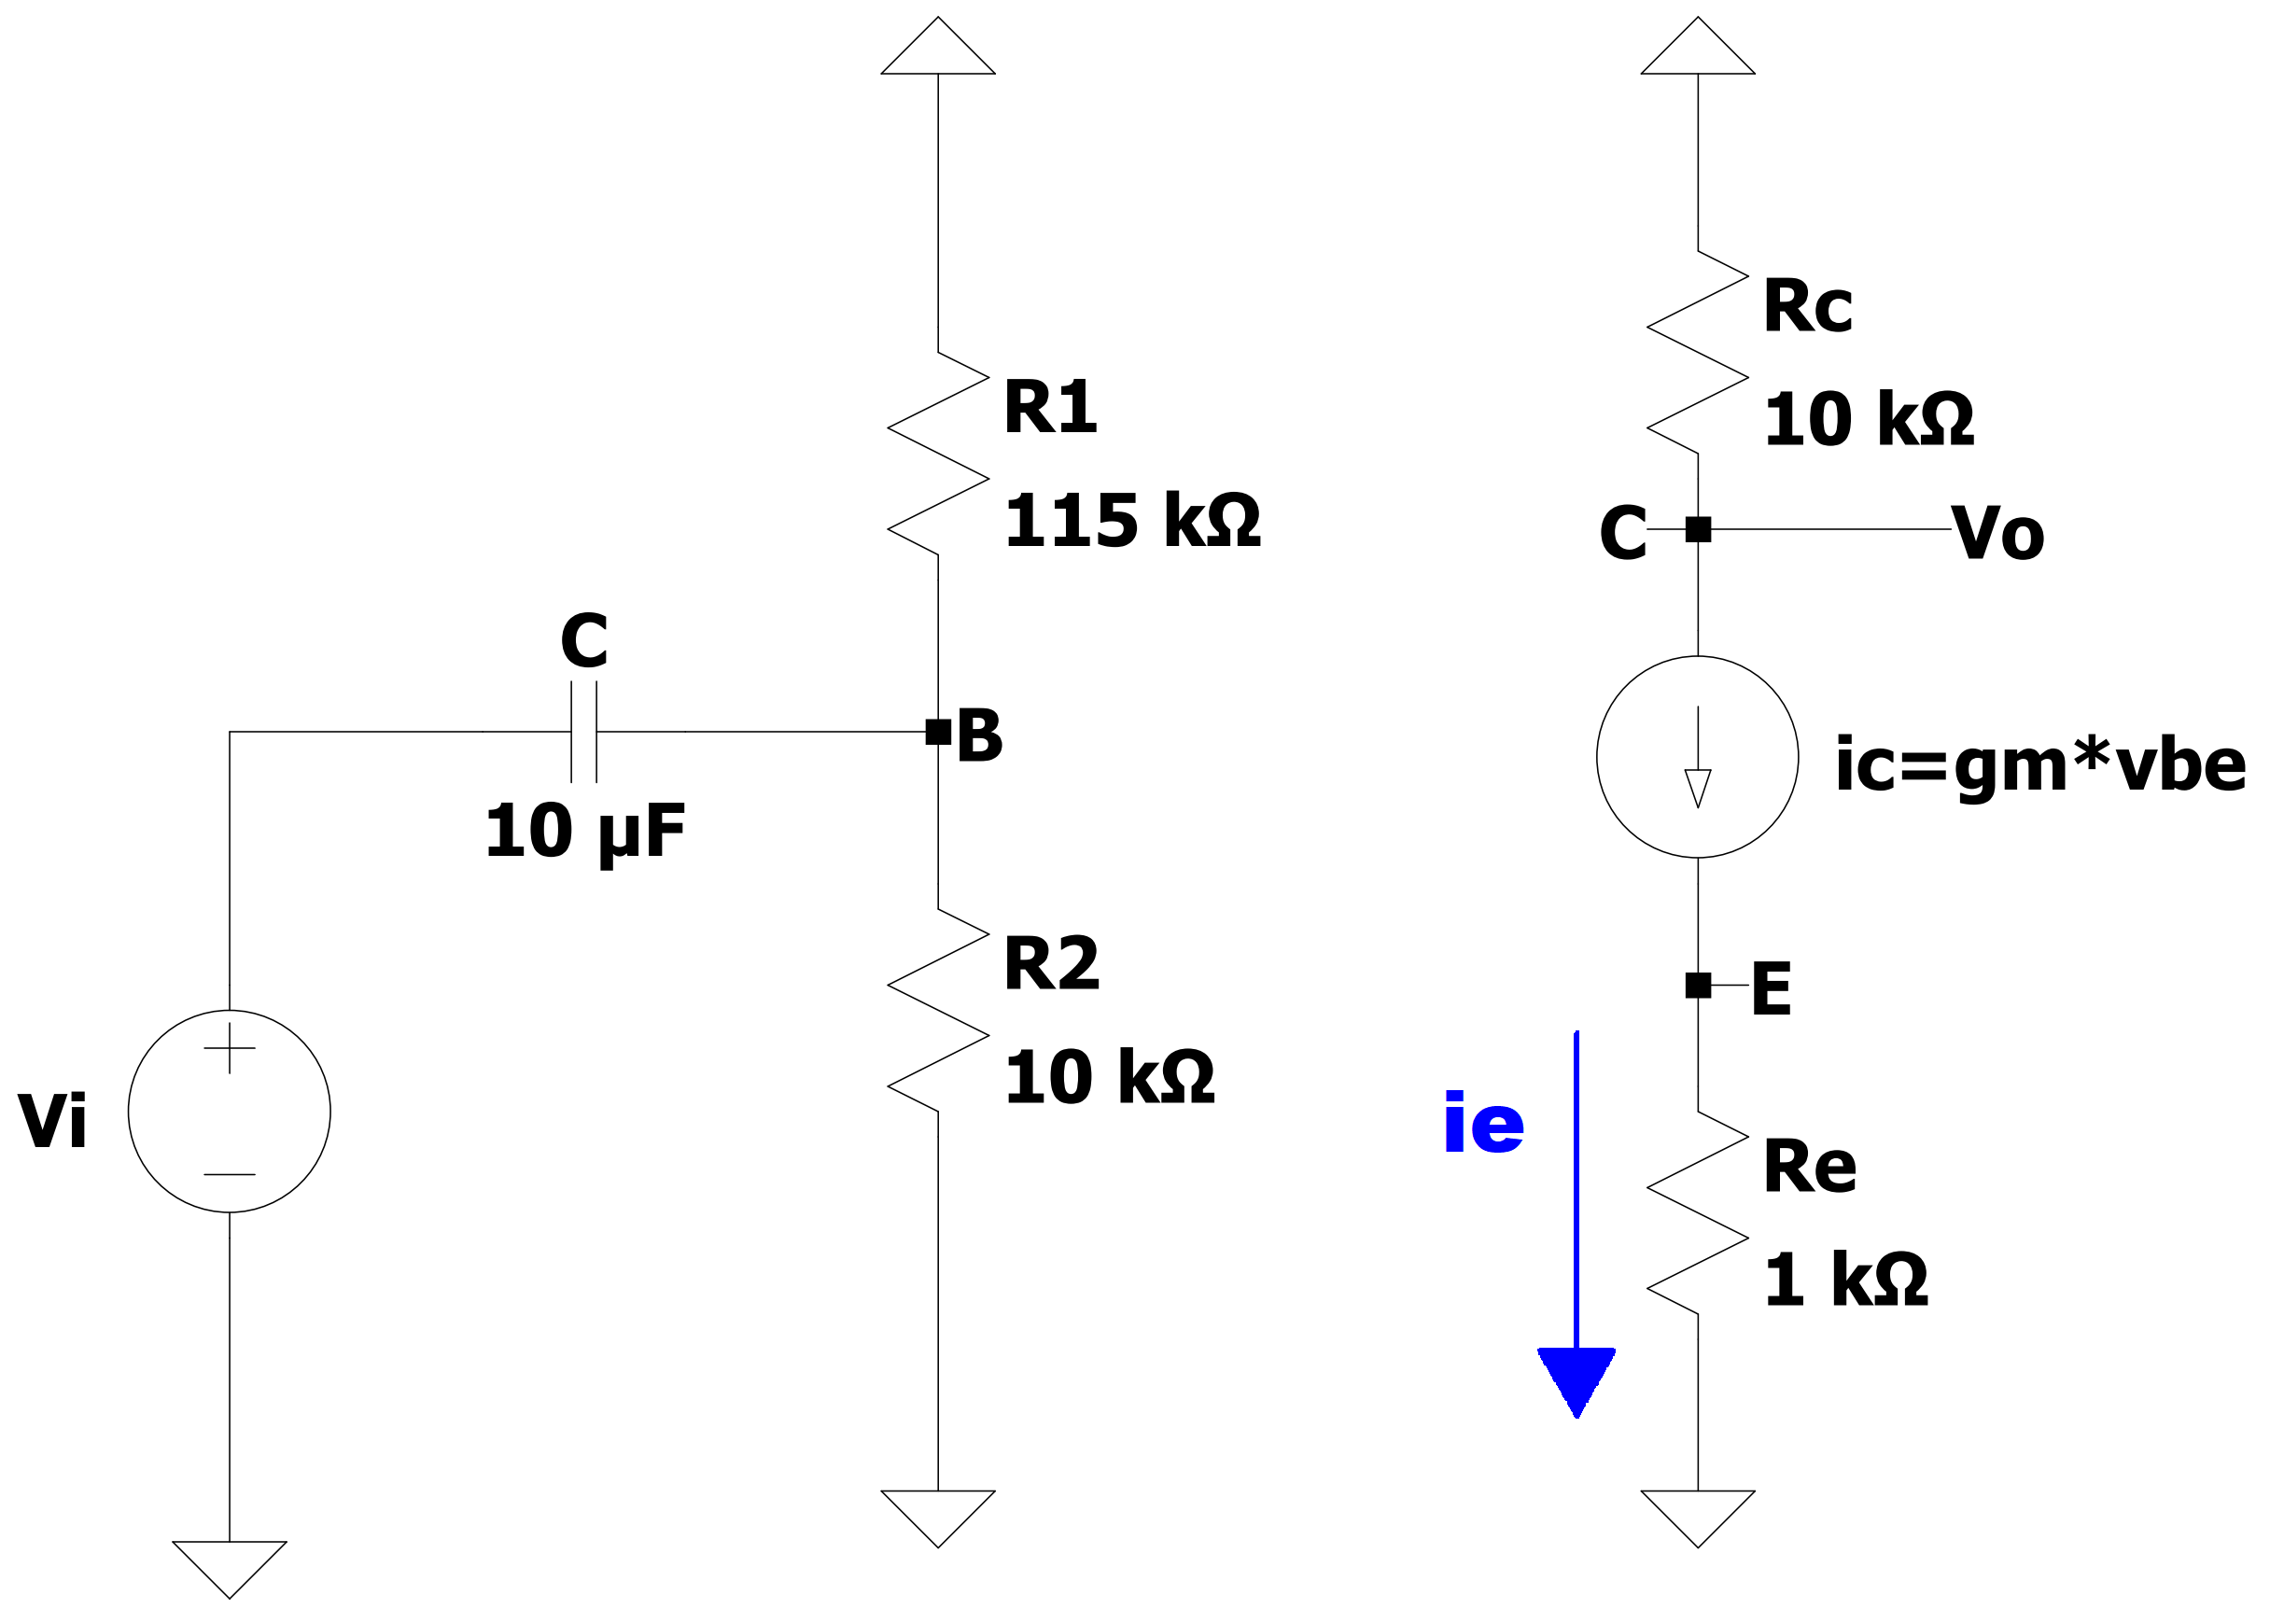 R1
115 kΩ
Rc
10 kΩ
C
Vo
C
10 µF
B
ic=gm*vbe
R2
10 kΩ
E
Vi
ie
Re
1 kΩ